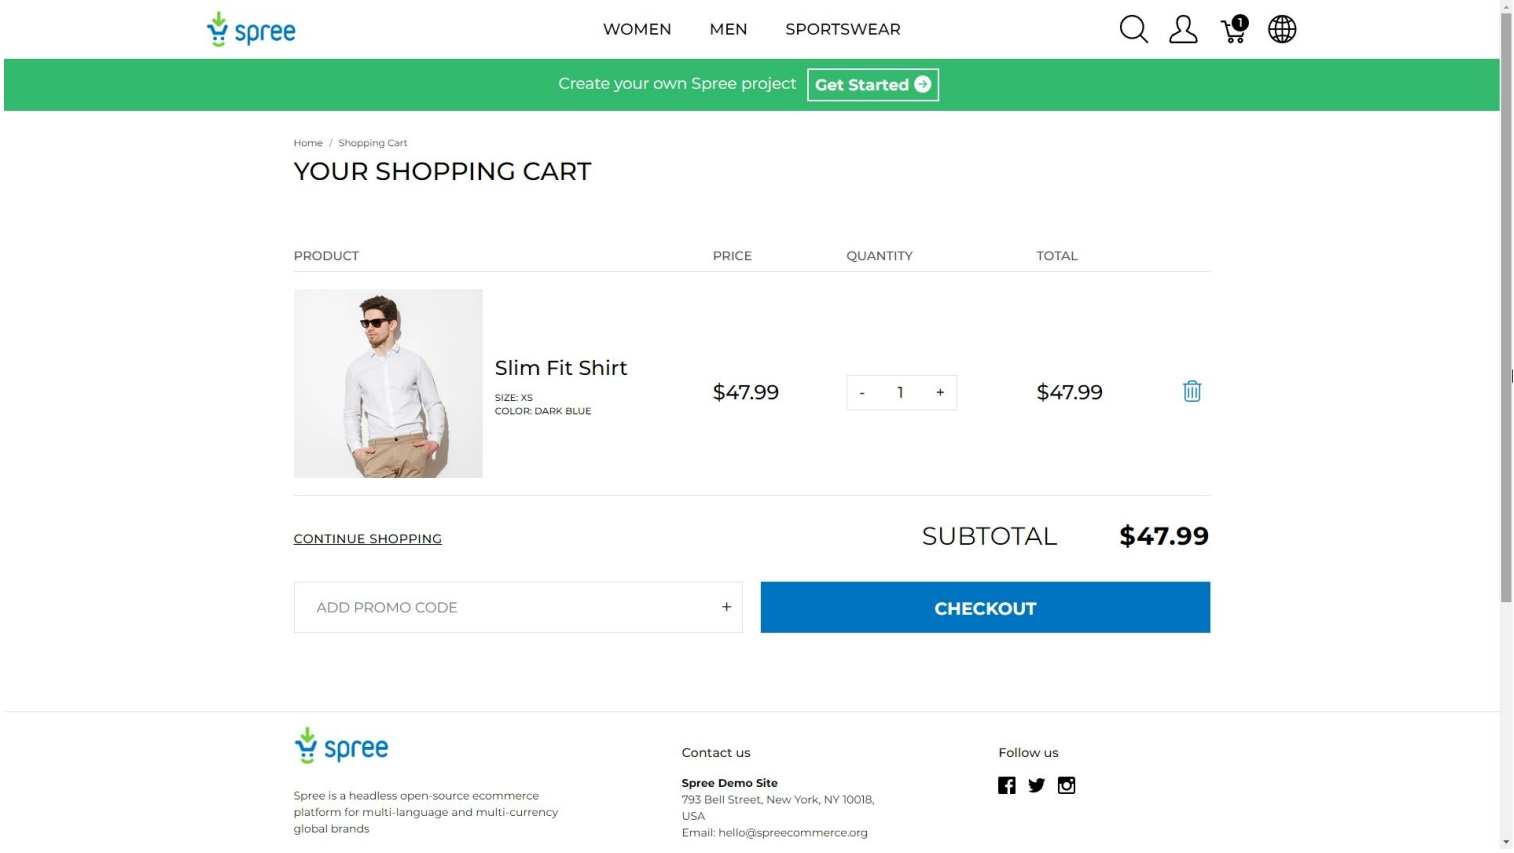 spree
WOMEN MEN SPORTSWEAR
1
Create your own Spree project Get Started
Home / Shopping Cart
YOUR SHOPPING CART
PRODUCT PRICE QUANTITY TOTAL
Slim Fit Shirt
SIZE: XS
COLOR: DARK BLUE
$47.99 - 1 + $47.99
CONTINUE SHOPPING
SUBTOTAL $47.99
ADD PROMO CODE +
CHECKOUT
spree
Spree is a headless open-source ecommerce
platform for multi-language and multi-currency
global brands
Contact us
Spree Demo Site
793 Bell Street, New York, NY 10018,
USA
Email: hello@spreecommerce.org
Follow us